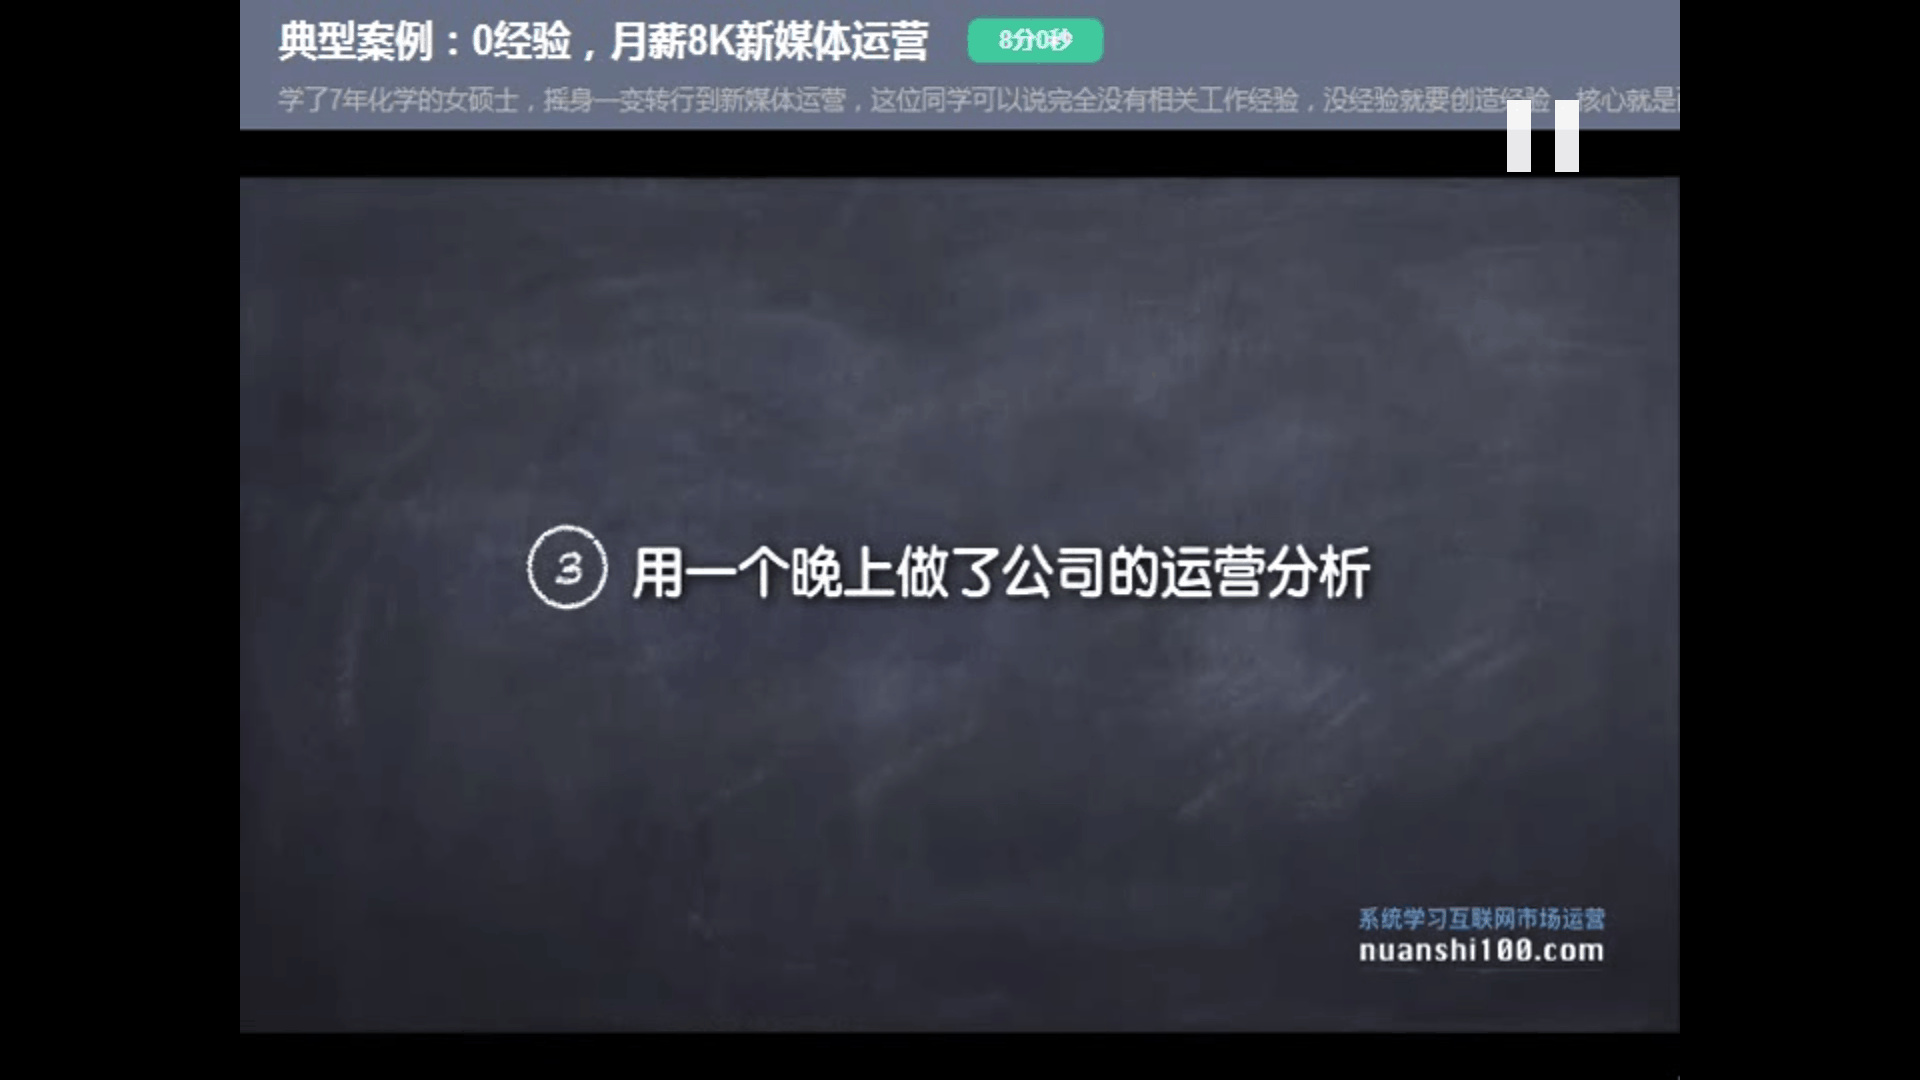 典型案例：0经验，月薪8K新媒体运营 8分0秒
学了7年化学的女硕士，摇身一变转行到新媒体运营，这位同学可以说完全没有相关工作经验，没经验就要创造经验，核心就是
③ 用一个晚上做了公司的运营分析
系统学习互联网市场运营
nuanshi100.com